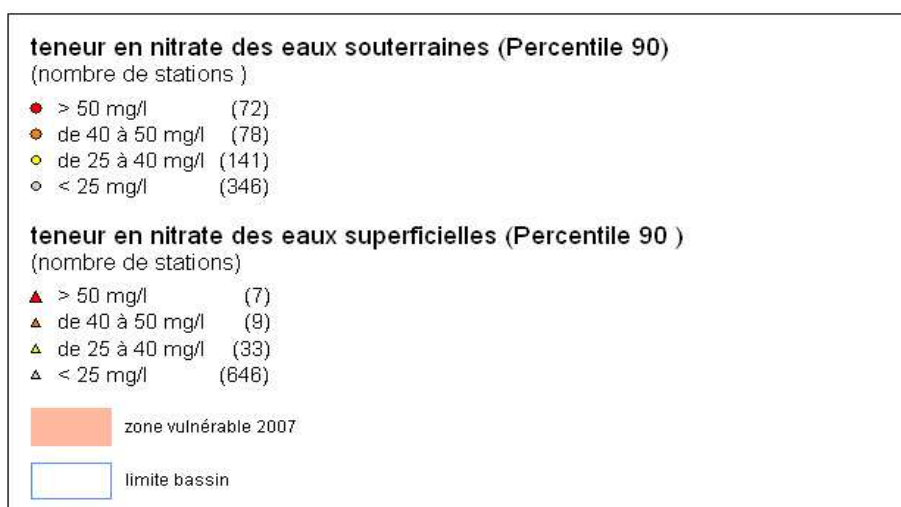 teneur en nitrate des eaux souterraines (Percentile 90)
(nombre de stations )
> 50 mg/l (72)
de 40 à 50 mg/l (78)
de 25 à 40 mg/l (141)
< 25 mg/l (346)
teneur en nitrate des eaux superficielles (Percentile 90 )
(nombre de stations)
> 50 mg/l (7)
de 40 à 50 mg/l (9)
de 25 à 40 mg/l (33)
< 25 mg/l (646)
zone vulnérable 2007
limite bassin